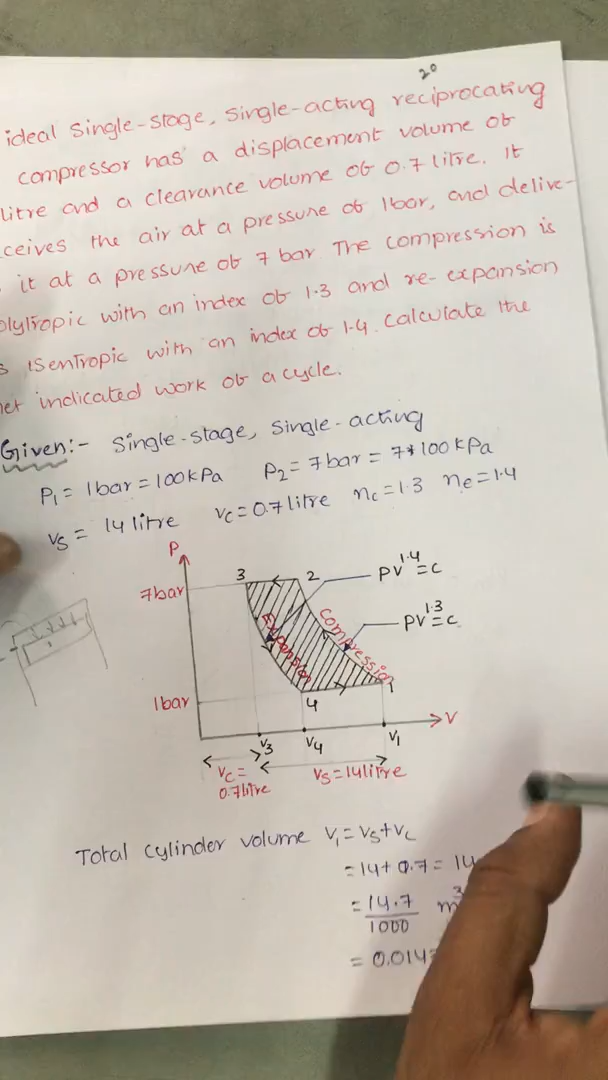 20
ideal single-stage, single-acting reciprocating
compressor has a displacement volume of
litre and a clearance volume of 0.7 litre. It
ceives the air at a pressure of 1bar, and delive-
it at a pressure of 7 bar The compression is
olytropic with an index of 1.3 and re-expansion
s isentropic with an index of 1.4. Calculate the
net indicated work of a cycle.
Given:- Single-stage, Single-acting
P1 = 1bar = 100kPa P2 = 7bar = 7*100kPa
Vs = 14 litre Vc = 0.7 litre nc = 1.3 ne = 1.4
P
3 2
PV^1.4 = C
7bar
PV^1.3 = C
Expansion
Compression
1
1bar
4
V
V3 V4 V1
Vc = 0.7litre
Vs = 14litre
Total cylinder volume V1 = Vs+Vc
= 14+0.7 = 14
= 14.7/1000 m3
= 0.014